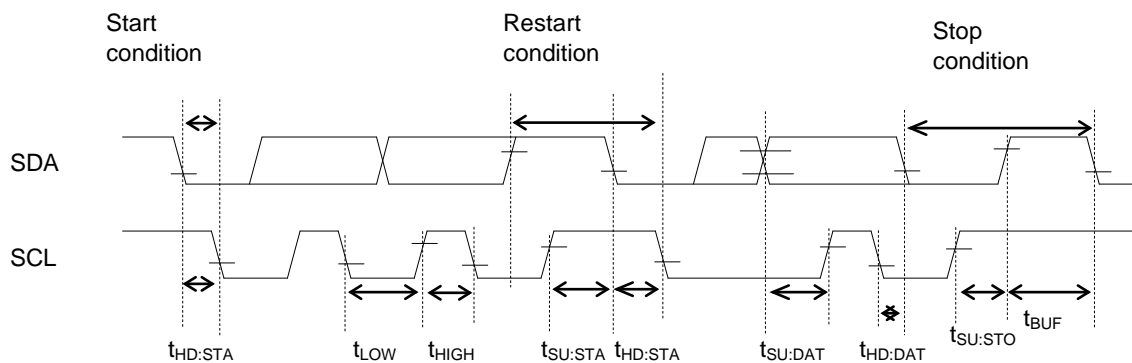 Start
condition
Restart
condition
Stop
condition
SDA
SCL
tHD:STA
tLOW
tHIGH
tSU:STA
tHD:STA
tSU:DAT
tHD:DAT
tSU:STO
tBUF